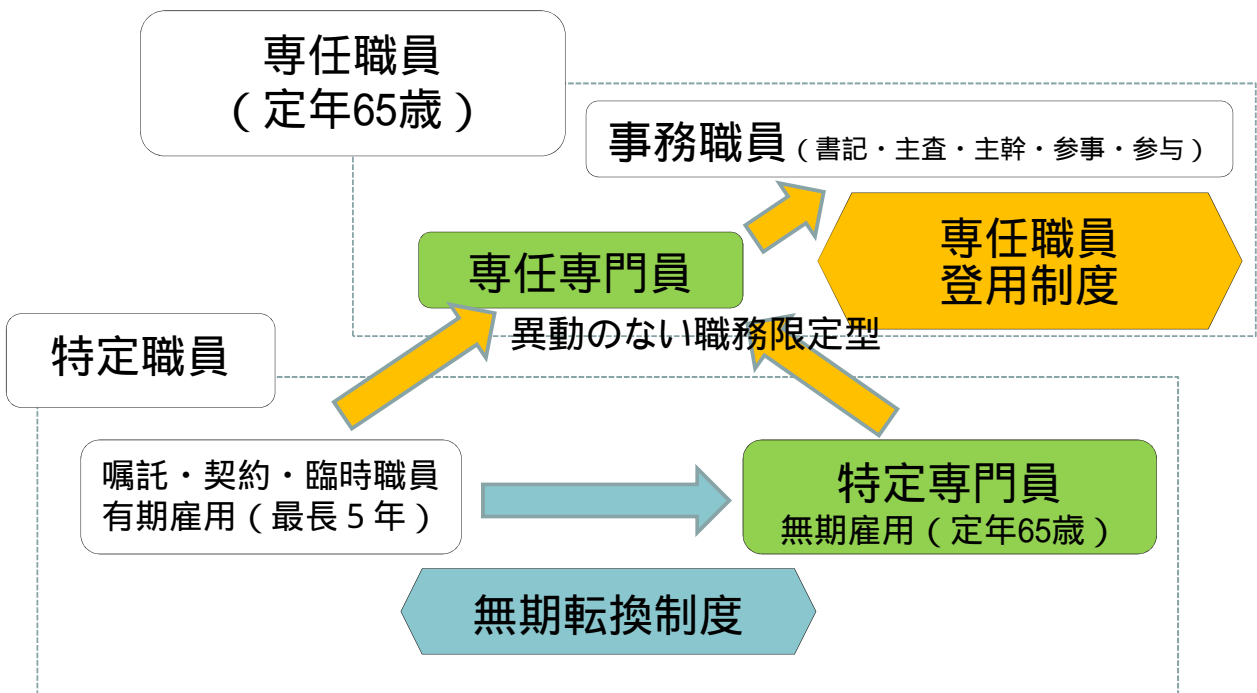 専任職員
（定年65歳）
事務職員（書記・主査・主幹・参事・参与）
専任職員
登用制度
専任専門員
異動のない職務限定型
特定職員
嘱託・契約・臨時職員
有期雇用（最長５年）
特定専門員
無期雇用（定年65歳）
無期転換制度